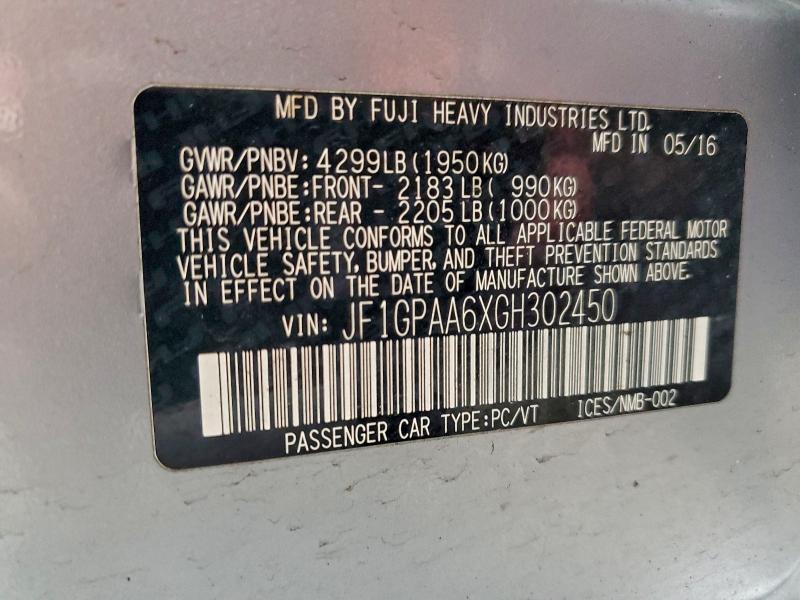 MFD BY FUJI HEAVY INDUSTRIES LTD.
MFD IN 05/16
GVWR/PNBV: 4299LB(1950KG)
GAWR/PNBE:FRONT- 2183LB( 990KG)
GAWR/PNBE:REAR - 2205LB(1000KG)
THIS VEHICLE CONFORMS TO ALL APPLICABLE FEDERAL MOTOR
VEHICLE SAFETY, BUMPER, AND THEFT PREVENTION STANDARDS
IN EFFECT ON THE DATE OF MANUFACTURE SHOWN ABOVE.
VIN: JF1GPAA6XGH302450
PASSENGER CAR TYPE:PC/VT ICES/NMB-002